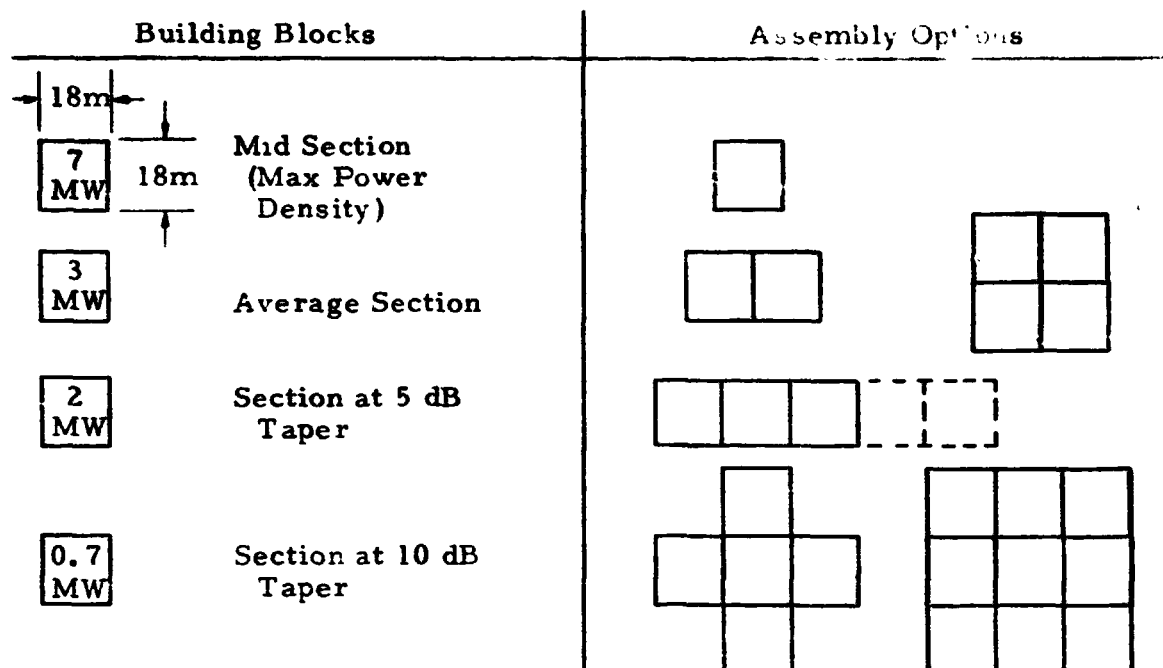 Building Blocks
Assembly Options
18m
7
MW
18m
Mid Section
(Max Power
Density)
3
MW
Average Section
2
MW
Section at 5 dB
Taper
0.7
MW
Section at 10 dB
Taper